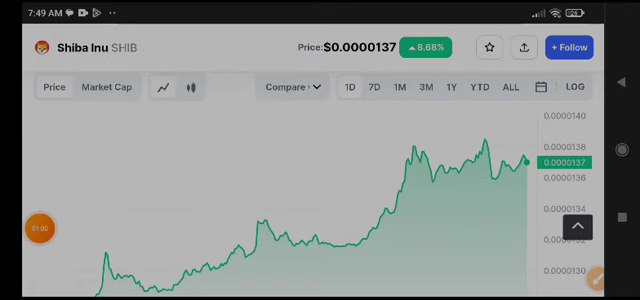 7:49 AM
Shiba Inu SHIB
Price:$0.0000137 8.68% + Follow
Price Market Cap Compare 1D 7D 1M 3M 1Y YTD ALL LOG
0.0000140
0.0000138
0.0000137
0.0000136
0.0000134
0.0000130
01:00